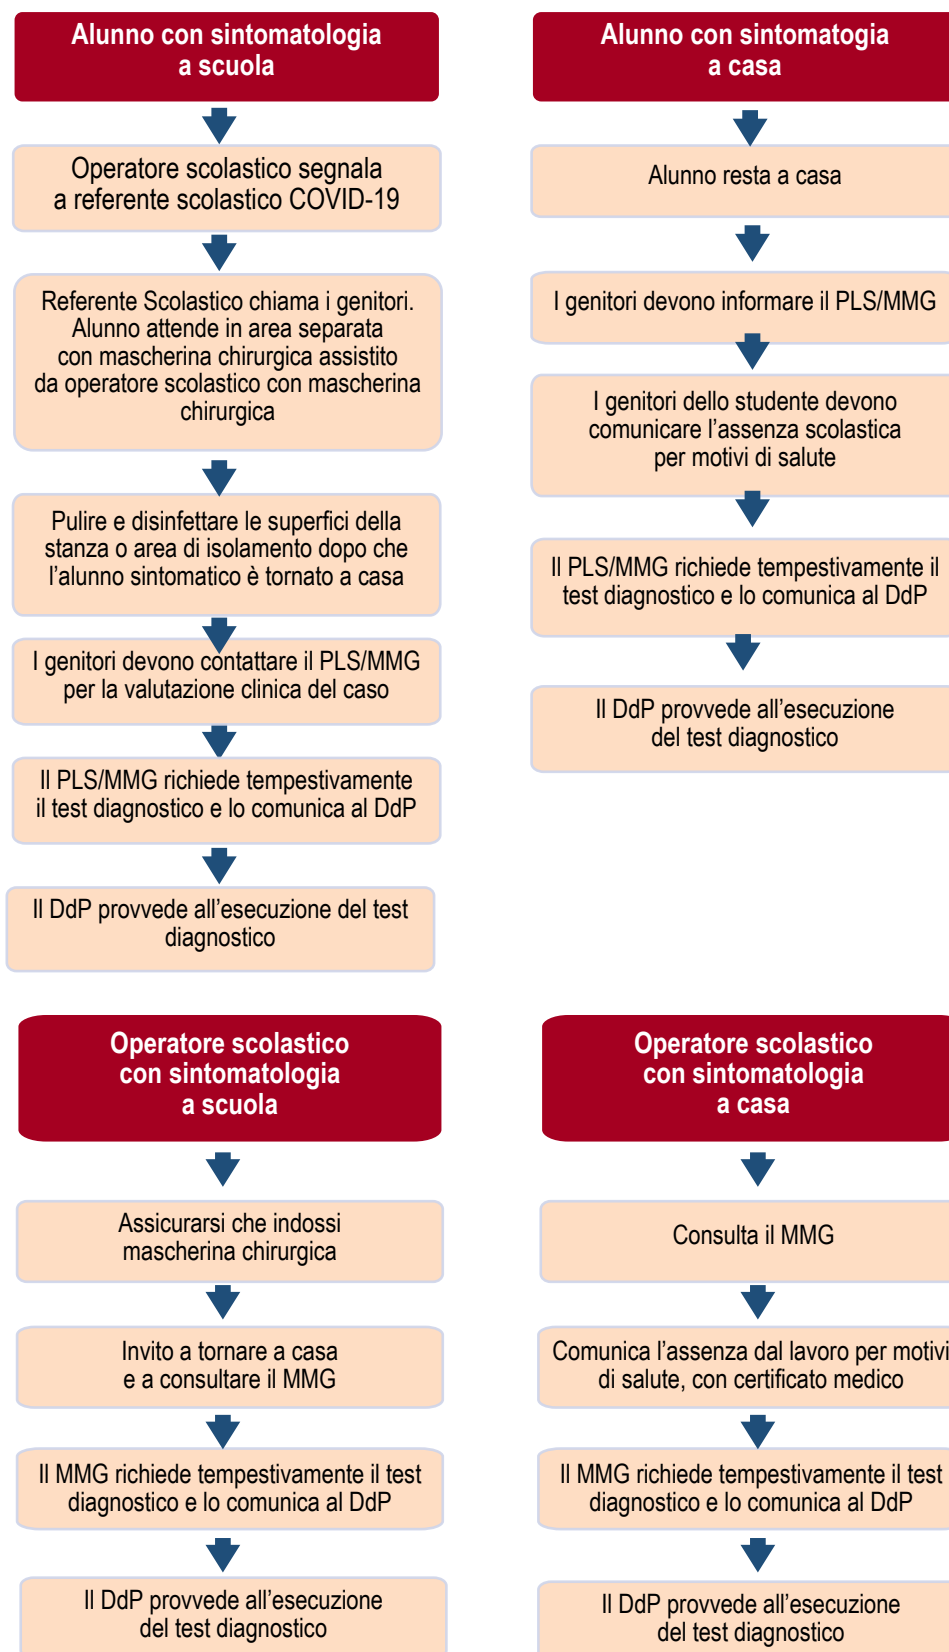 Alunno con sintomatologia
a scuola
Operatore scolastico segnala
a referente scolastico COVID-19
Referente Scolastico chiama i genitori.
Alunno attende in area separata
con mascherina chirurgica assistito
da operatore scolastico con mascherina
chirurgica
Pulire e disinfettare le superfici della
stanza o area di isolamento dopo che
l’alunno sintomatico è tornato a casa
I genitori devono contattare il PLS/MMG
per la valutazione clinica del caso
Il PLS/MMG richiede tempestivamente
il test diagnostico e lo comunica al DdP
Il DdP provvede all’esecuzione del test
diagnostico
Alunno con sintomatogia
a casa
Alunno resta a casa
I genitori devono informare il PLS/MMG
I genitori dello studente devono
comunicare l’assenza scolastica
per motivi di salute
Il PLS/MMG richiede tempestivamente il
test diagnostico e lo comunica al DdP
Il DdP provvede all’esecuzione
del test diagnostico
Operatore scolastico
con sintomatologia
a scuola
Assicurarsi che indossi
mascherina chirurgica
Invito a tornare a casa
e a consultare il MMG
Il MMG richiede tempestivamente il test
diagnostico e lo comunica al DdP
Il DdP provvede all’esecuzione
del test diagnostico
Operatore scolastico
con sintomatologia
a casa
Consulta il MMG
Comunica l’assenza dal lavoro per motivi
di salute, con certificato medico
Il MMG richiede tempestivamente il test
diagnostico e lo comunica al DdP
Il DdP provvede all’esecuzione
del test diagnostico